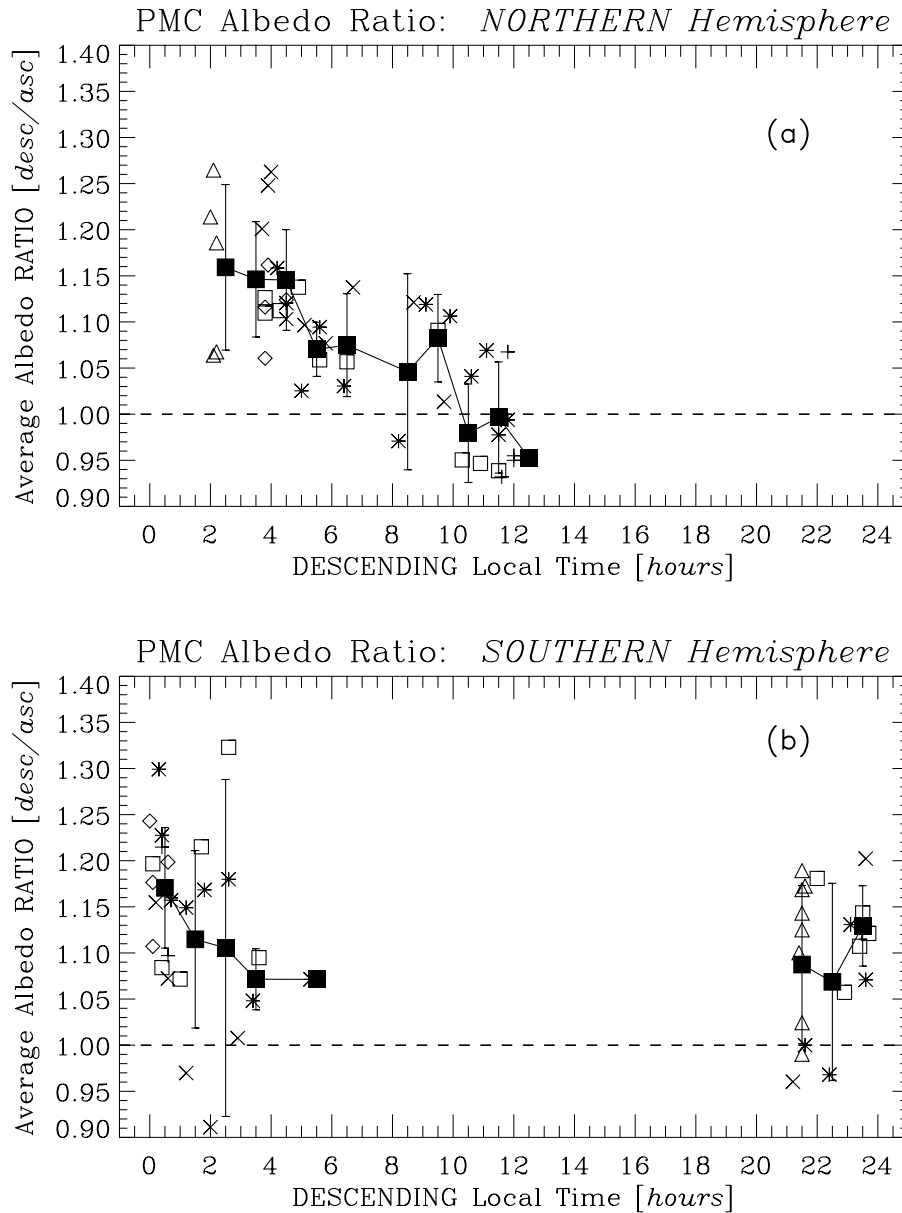 PMC Albedo Ratio: NORTHERN Hemisphere
Average Albedo RATIO [desc/asc]
1.40
1.35
1.30
1.25
1.20
1.15
1.10
1.05
1.00
0.95
0.90
(a)
0 2 4 6 8 10 12 14 16 18 20 22 24
DESCENDING Local Time [hours]
PMC Albedo Ratio: SOUTHERN Hemisphere
Average Albedo RATIO [desc/asc]
1.40
1.35
1.30
1.25
1.20
1.15
1.10
1.05
1.00
0.95
0.90
(b)
0 2 4 6 8 10 12 14 16 18 20 22 24
DESCENDING Local Time [hours]